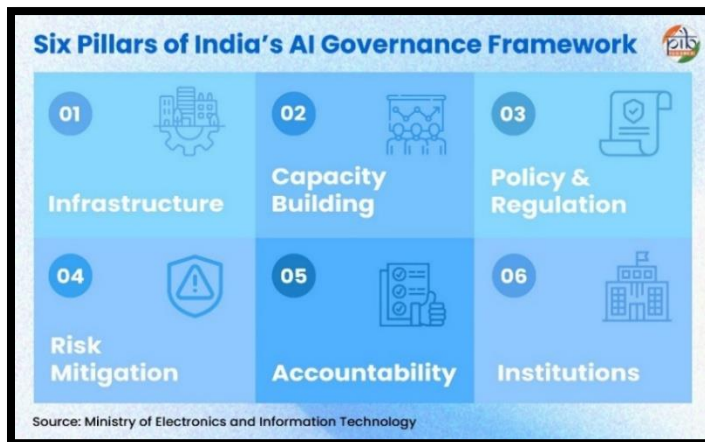 Six Pillars of India's AI Governance Framework
pib
01
Infrastructure
02
Capacity
Building
03
Policy &
Regulation
04
Risk
Mitigation
05
Accountability
06
Institutions
Source: Ministry of Electronics and Information Technology